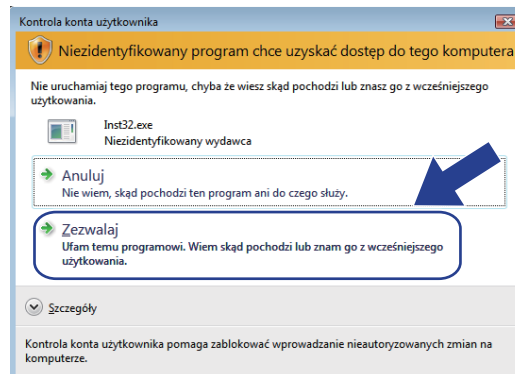 Kontrola konta użytkownika
Niezidentyfikowany program chce uzyskać dostęp do tego komputera
Nie uruchamiaj tego programu, chyba że wiesz skąd pochodzi lub znasz go z wcześniejszego
użytkowania.
Inst32.exe
Niezidentyfikowany wydawca
Anuluj
Nie wiem, skąd pochodzi ten program ani do czego służy.
Zezwalaj
Ufam temu programowi. Wiem skąd pochodzi lub znam go z wcześniejszego
użytkowania.
Szczegóły
Kontrola konta użytkownika pomaga zablokować wprowadzanie nieautoryzowanych zmian na
komputerze.